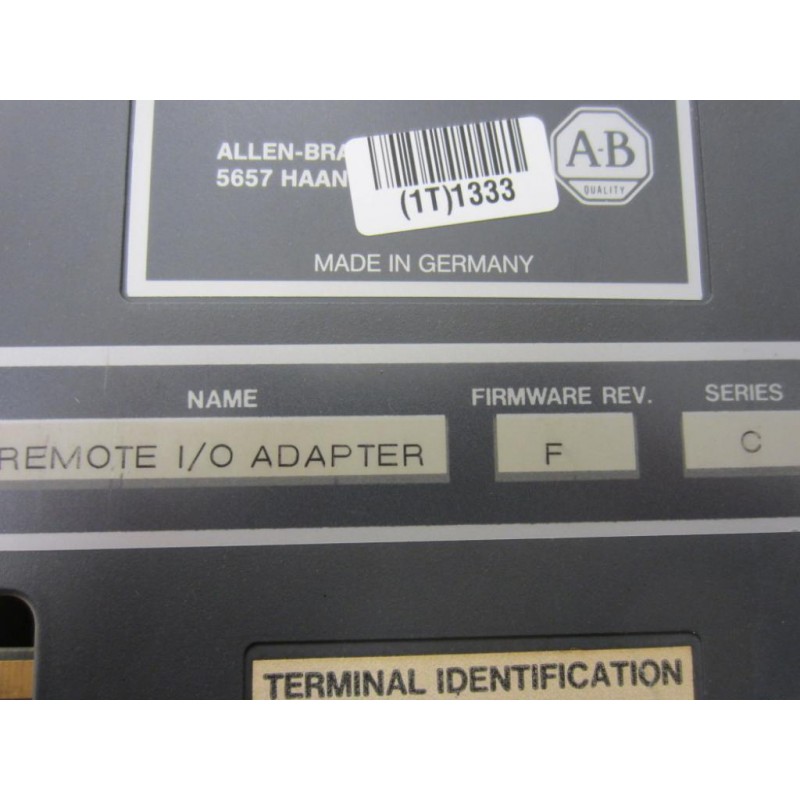 ALLEN-BRA
5657 HAAN
(1T)1333
A-B
QUALITY
MADE IN GERMANY
NAME
FIRMWARE REV.
SERIES
REMOTE I/O ADAPTER
F
C
TERMINAL IDENTIFICATION